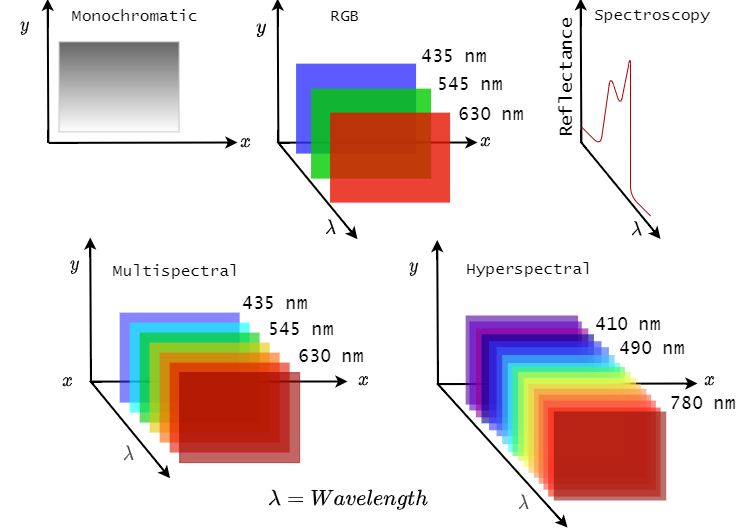 Monochromatic
y
x
RGB
y
435 nm
545 nm
630 nm
x
λ
Spectroscopy
Reflectance
λ
Multispectral
y
435 nm
545 nm
630 nm
x
x
λ
Hyperspectral
y
410 nm
490 nm
x
780 nm
λ
λ = Wavelength